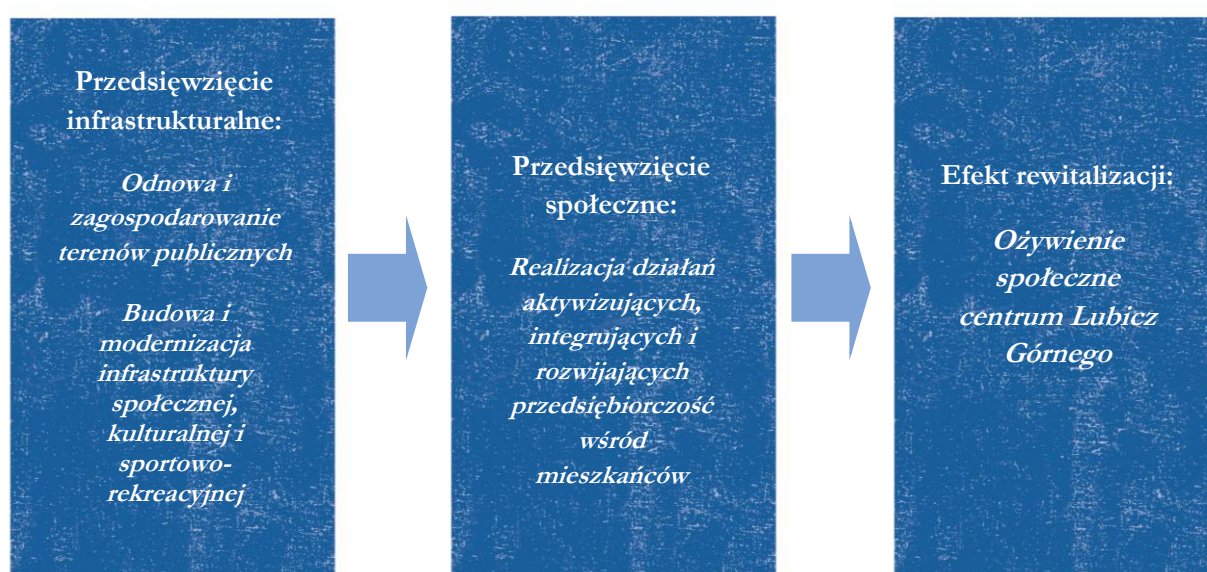 Przedsięwzięcie
infrastrukturalne:
Odnowa i
zagospodarowanie
terenów publicznych
Budowa i
modernizacja
infrastruktury
społecznej,
kulturalnej i
sportowo-
rekreacyjnej
Przedsięwzięcie
społeczne:
Realizacja działań
aktywizujących,
integrujących i
rozwijających
przedsiębiorczość
wśród
mieszkańców
Efekt rewitalizacji:
Ożywienie
społeczne
centrum Lubicz
Górnego